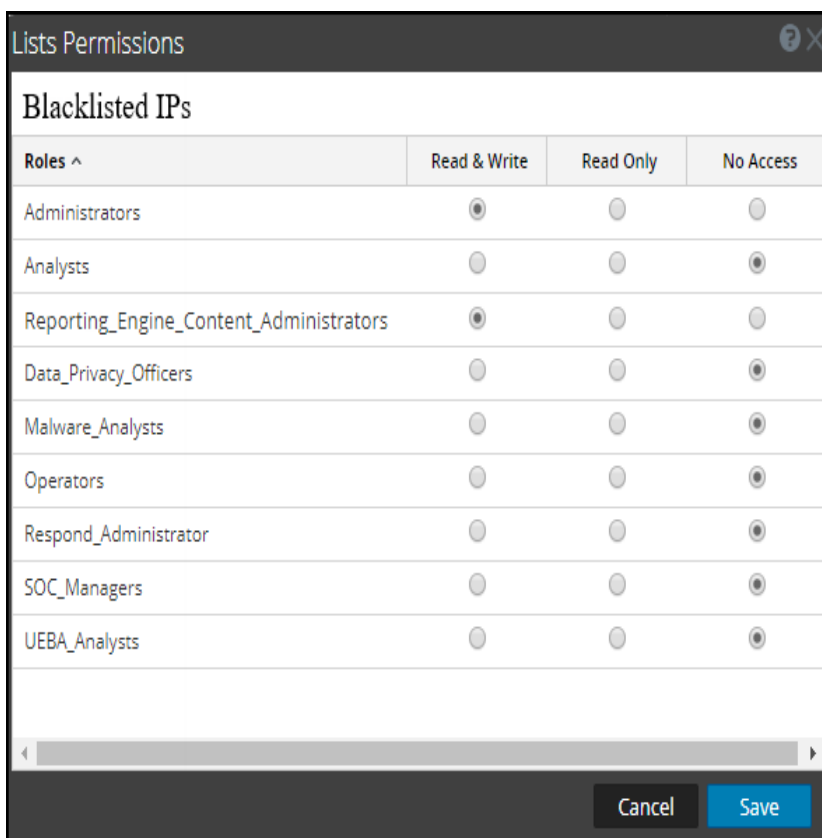 Lists Permissions
Blacklisted IPs
Roles ^ Read & Write Read Only No Access
Administrators
Analysts
Reporting_Engine_Content_Administrators
Data_Privacy_Officers
Malware_Analysts
Operators
Respond_Administrator
SOC_Managers
UEBA_Analysts
Cancel Save